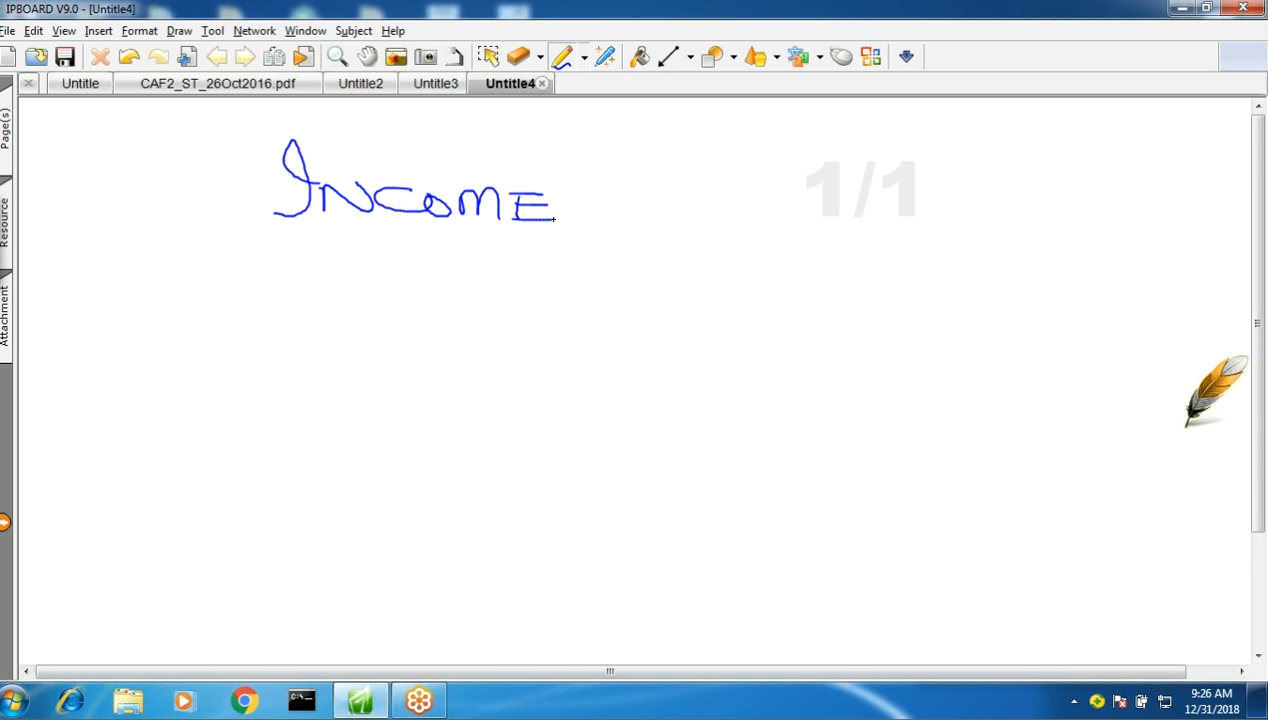 IPBOARD V9.0 - [Untitle4]
File Edit View Insert Format Draw Tool Network Window Subject Help
Untitle CAF2_ST_26Oct2016.pdf Untitle2 Untitle3 Untitle4
Page(s)
Resource
Attachment
INCOME
1/1
9:26 AM
12/31/2018